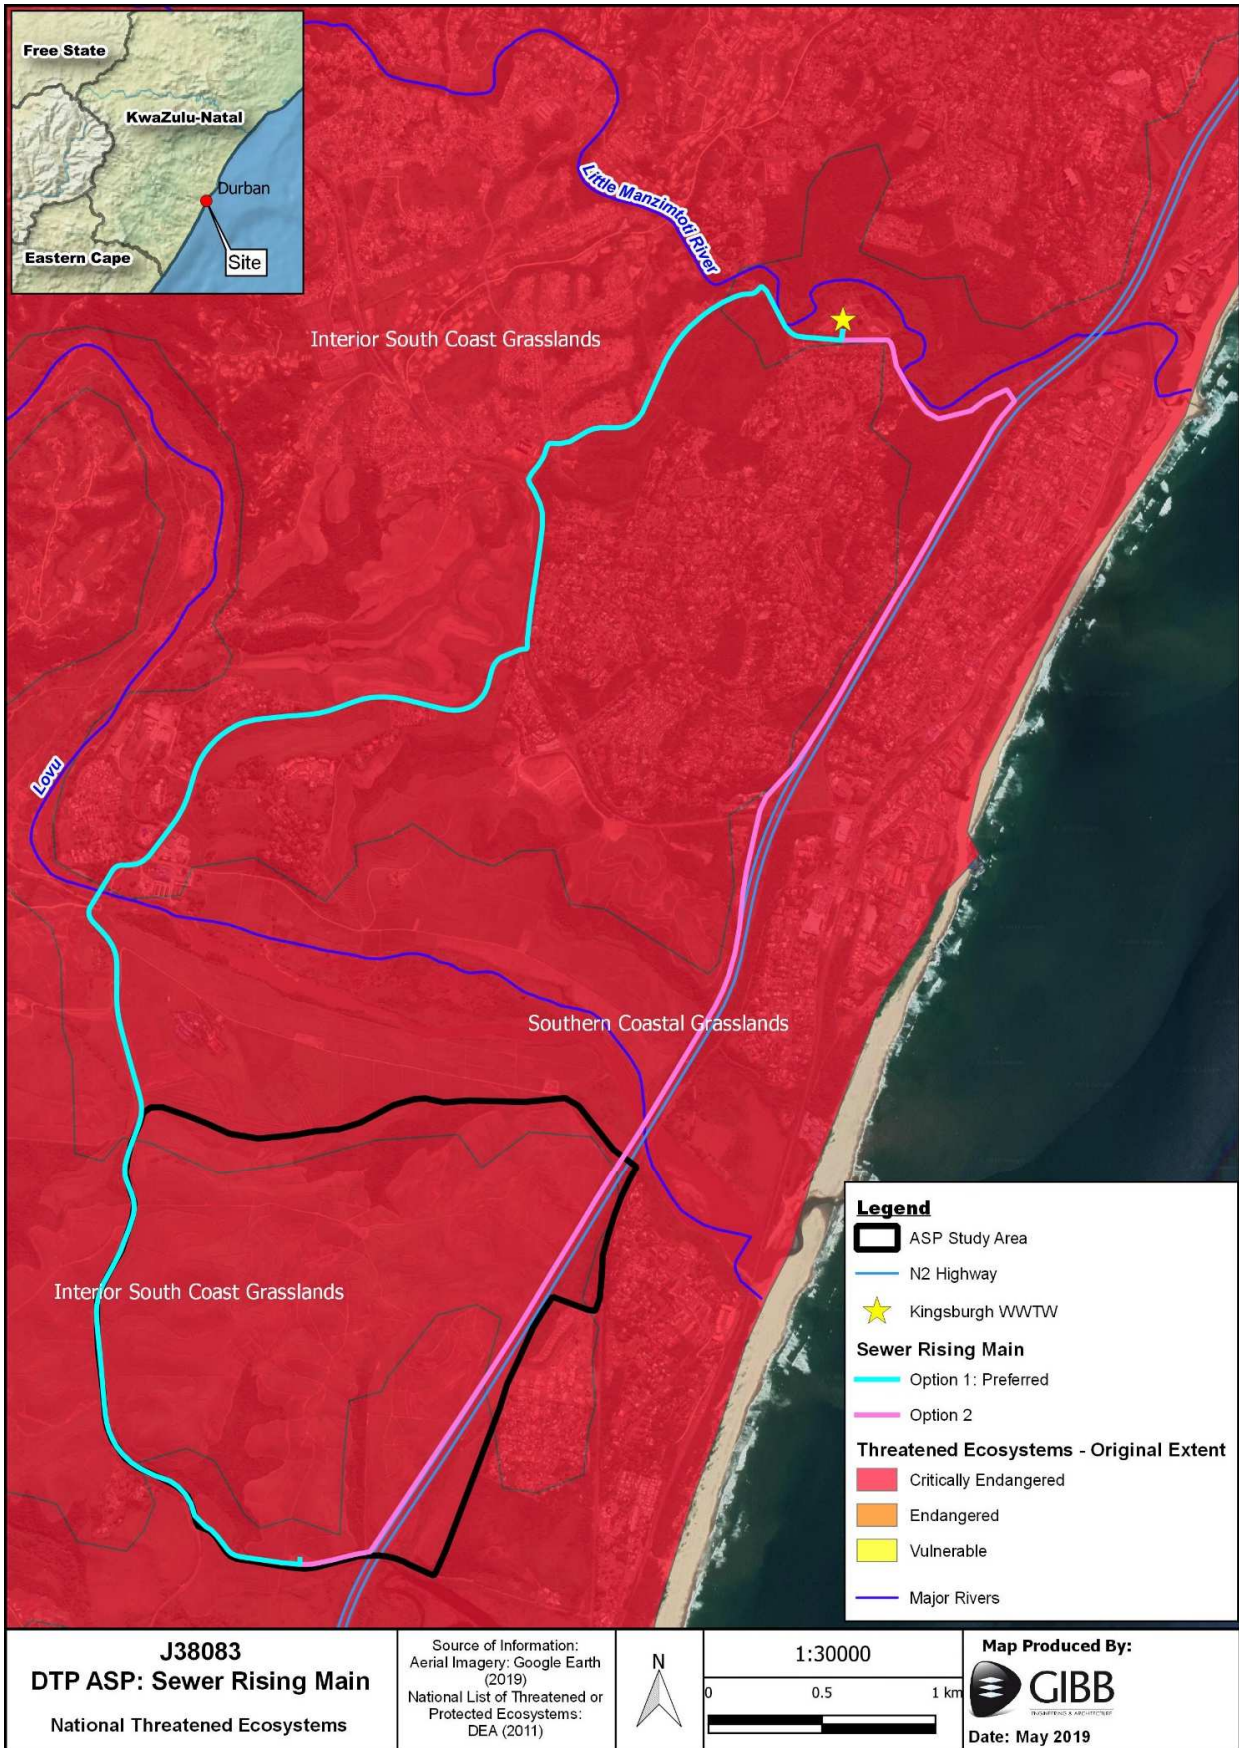 Free State
KwaZulu-Natal
Durban
Eastern Cape
Site
Little Manzimtoti River
Interior South Coast Grasslands
Lovu
Southern Coastal Grasslands
Interior South Coast Grasslands
Legend
ASP Study Area
N2 Highway
Kingsburgh WWTW
Sewer Rising Main
Option 1: Preferred
Option 2
Threatened Ecosystems - Original Extent
Critically Endangered
Endangered
Vulnerable
Major Rivers
J38083
DTP ASP: Sewer Rising Main
National Threatened Ecosystems
Source of Information:
Aerial Imagery: Google Earth
(2019)
National List of Threatened or
Protected Ecosystems:
DEA (2011)
N
1:30000
0 0.5 1 km
Map Produced By:
GIBB
ENGINEERING & ARCHITECTURE
Date: May 2019